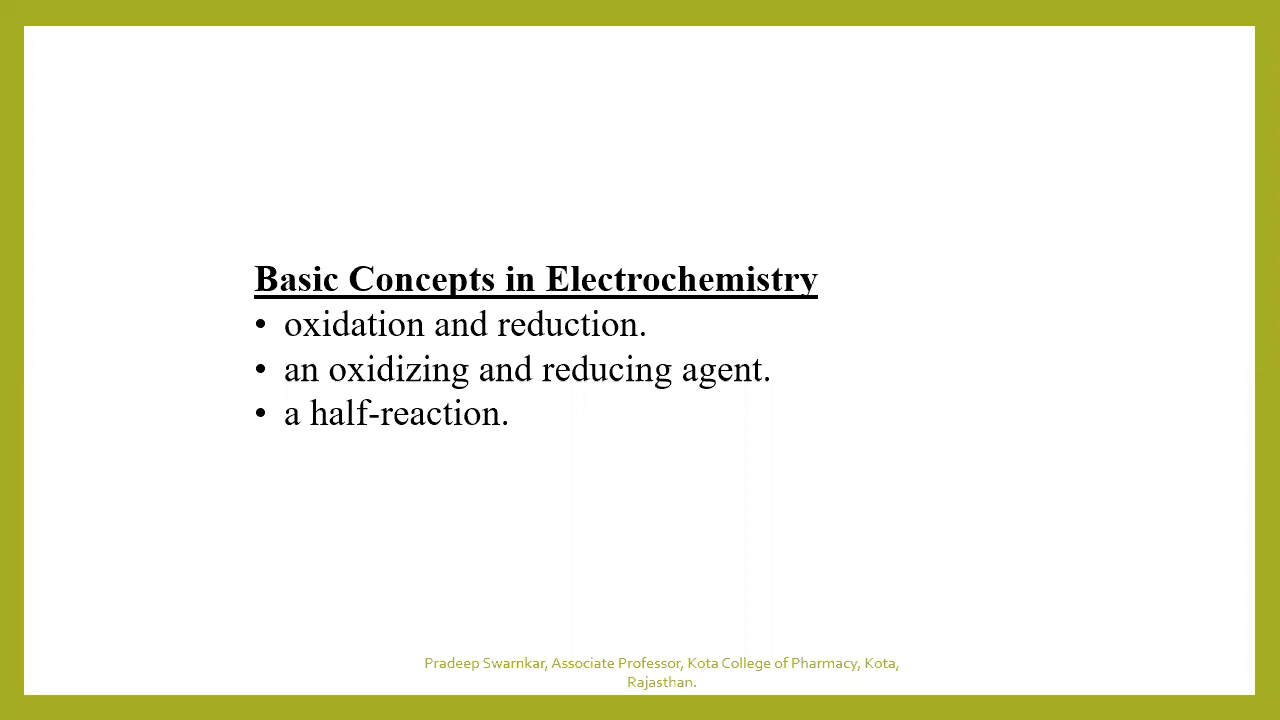 Basic Concepts in Electrochemistry
• oxidation and reduction.
• an oxidizing and reducing agent.
• a half-reaction.
Pradeep Swarnkar, Associate Professor, Kota College of Pharmacy, Kota,
Rajasthan.